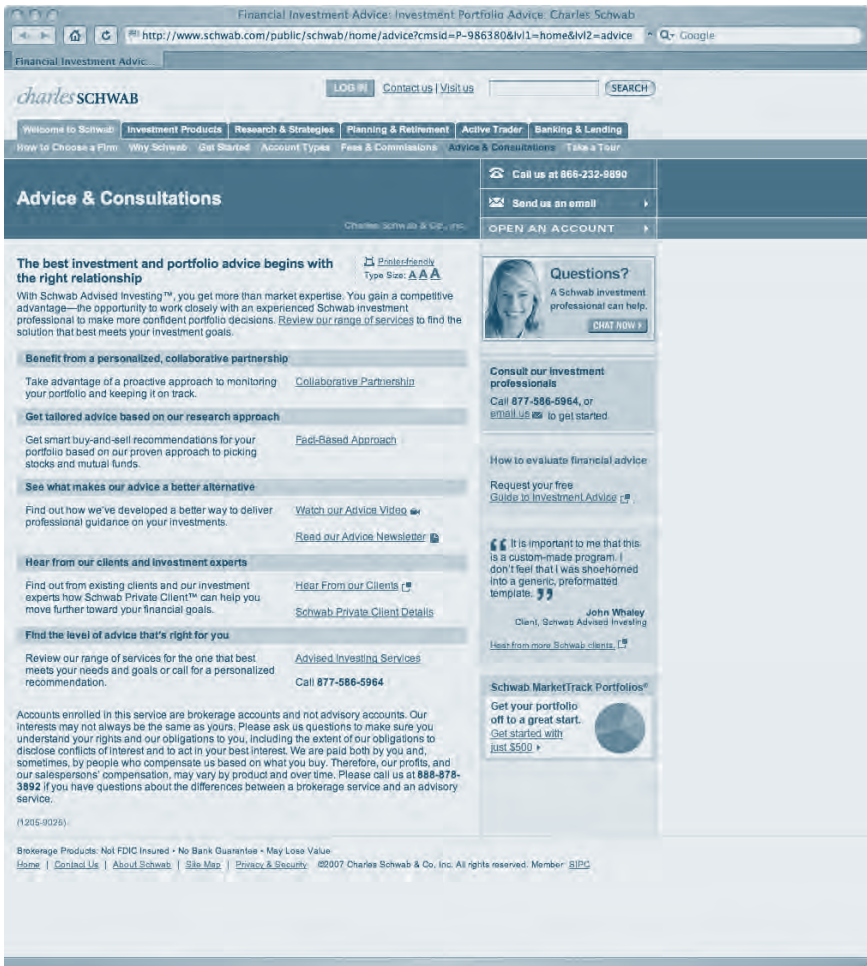 Financial Investment Advice: Investment Portfolio Advice: Charles Schwab
http://www.schwab.com/public/schwab/home/advice?cmsid=P-986380&lvl1=home&lvl2=advice
Google
Financial Investment Advic...
charles SCHWAB
LOG IN Contact us | Visit us SEARCH
Welcome to Schwab Investment Products Research & Strategies Planning & Retirement Active Trader Banking & Lending
How to Choose a Firm Why Schwab Get Started Account Types Fees & Commissions Advice & Consultations Take a Tour
Advice & Consultations
Charles Schwab & Co., Inc.
Call us at 866-232-9890
Send us an email
OPEN AN ACCOUNT
The best investment and portfolio advice begins with
the right relationship
Printer-friendly
Type Size: A A A
With Schwab Advised Investing™, you get more than market expertise. You gain a competitive
advantage—the opportunity to work closely with an experienced Schwab investment
professional to make more confident portfolio decisions. Review our range of services to find the
solution that best meets your investment goals.
Benefit from a personalized, collaborative partnership
Take advantage of a proactive approach to monitoring
your portfolio and keeping it on track.
Collaborative Partnership
Get tailored advice based on our research approach
Get smart buy-and-sell recommendations for your
portfolio based on our proven approach to picking
stocks and mutual funds.
Fact-Based Approach
See what makes our advice a better alternative
Find out how we've developed a better way to deliver
professional guidance on your investments.
Watch our Advice Video
Read our Advice Newsletter
Hear from our clients and investment experts
Find out from existing clients and our investment
experts how Schwab Private Client™ can help you
move further toward your financial goals.
Hear From our Clients
Schwab Private Client Details
Find the level of advice that's right for you
Review our range of services for the one that best
meets your needs and goals or call for a personalized
recommendation.
Advised Investing Services
Call 877-586-5964
Accounts enrolled in this service are brokerage accounts and not advisory accounts. Our
interests may not always be the same as yours. Please ask us questions to make sure you
understand your rights and our obligations to you, including the extent of our obligations to
disclose conflicts of interest and to act in your best interest. We are paid both by you and,
sometimes, by people who compensate us based on what you buy. Therefore, our profits, and
our salespersons' compensation, may vary by product and over time. Please call us at 888-878-
3892 if you have questions about the differences between a brokerage service and an advisory
service.
(1205-9026)
Questions?
A Schwab investment
professional can help.
CHAT NOW
Consult our investment
professionals
Call 877-586-5964, or
email us to get started.
How to evaluate financial advice
Request your free
Guide to Investment Advice
“ It is important to me that this
is a custom-made program. I
don't feel that I was shoehorned
into a generic, preformatted
template. ”
John Whaley
Client, Schwab Advised Investing
Hear from more Schwab clients.
Schwab MarketTrack Portfolios®
Get your portfolio
off to a great start.
Get started with
just $500
Brokerage Products: Not FDIC Insured • No Bank Guarantee • May Lose Value
Home | Contact Us | About Schwab | Site Map | Privacy & Security ©2007 Charles Schwab & Co, Inc. All rights reserved. Member SIPC